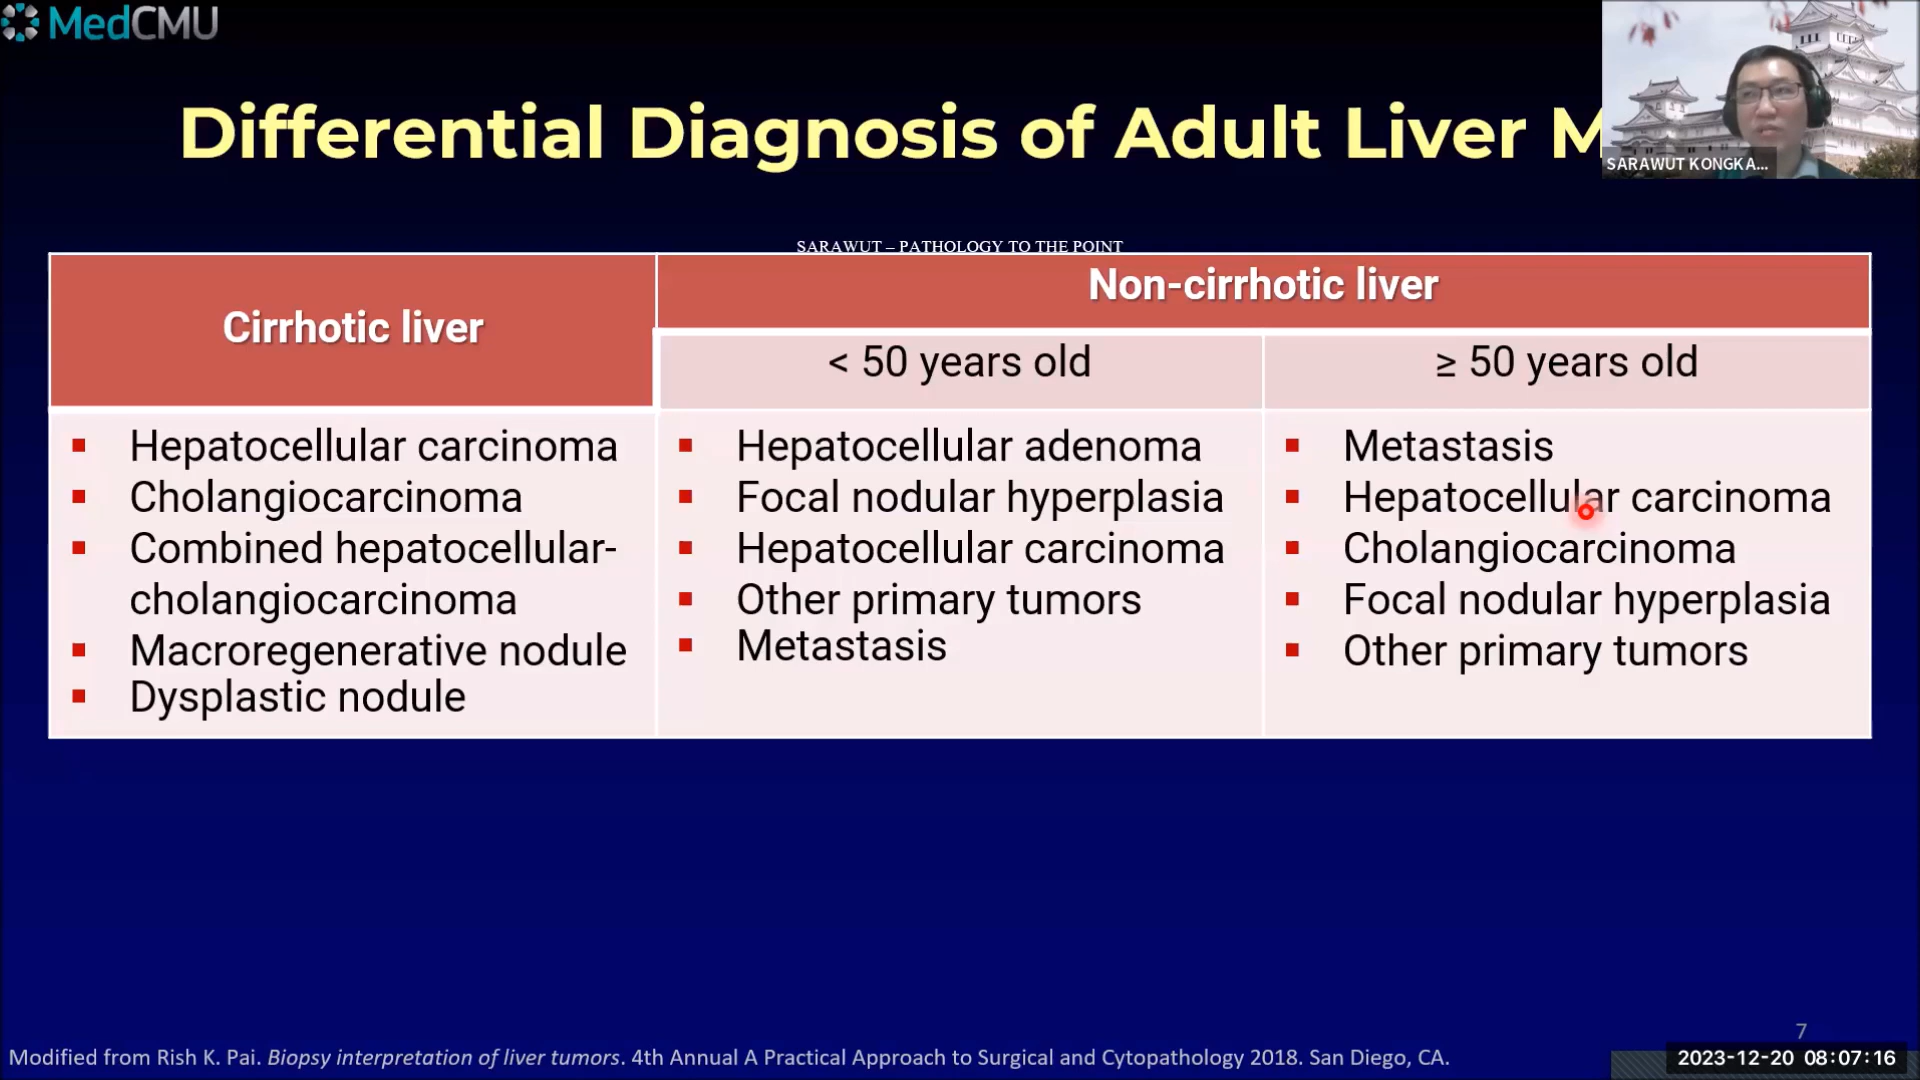 MedCMU
Differential Diagnosis of Adult Liver M
SARAWUT KONGKA...
SARAWUT – PATHOLOGY TO THE POINT
Cirrhotic liver
Non-cirrhotic liver
< 50 years old
≥ 50 years old
▪ Hepatocellular carcinoma
▪ Cholangiocarcinoma
▪ Combined hepatocellular-
cholangiocarcinoma
▪ Macroregenerative nodule
▪ Dysplastic nodule
▪ Hepatocellular adenoma
▪ Focal nodular hyperplasia
▪ Hepatocellular carcinoma
▪ Other primary tumors
▪ Metastasis
▪ Metastasis
▪ Hepatocellular carcinoma
▪ Cholangiocarcinoma
▪ Focal nodular hyperplasia
▪ Other primary tumors
7
Modified from Rish K. Pai. Biopsy interpretation of liver tumors. 4th Annual A Practical Approach to Surgical and Cytopathology 2018. San Diego, CA.
2023-12-20 08:07:16